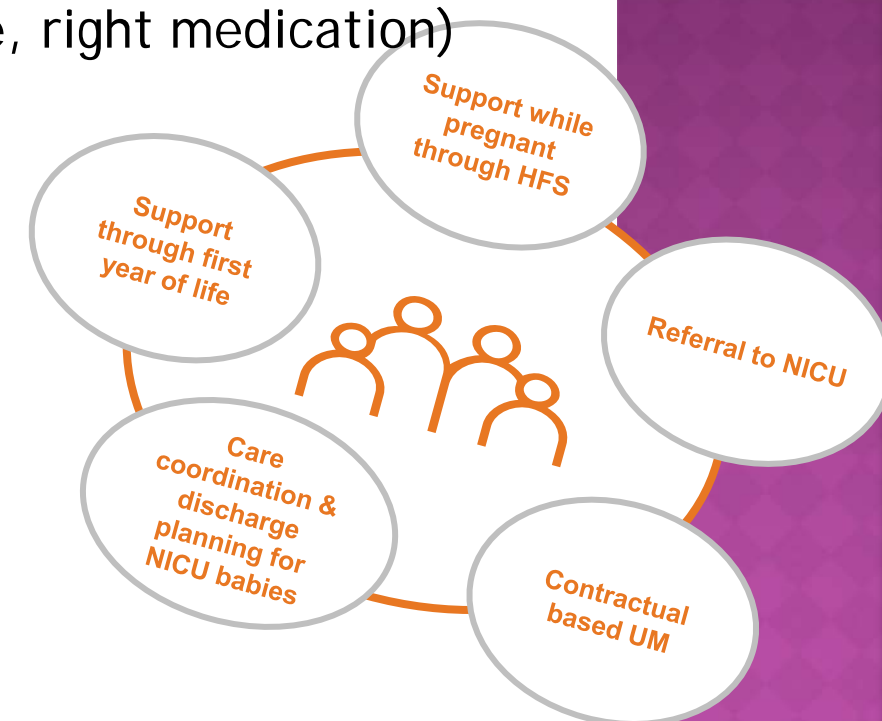 e, right medication)
Support while
pregnant
through HFS
Support
through first
year of life
Referral to NICU
Care
coordination &
discharge
planning for
NICU babies
Contractual
based UM